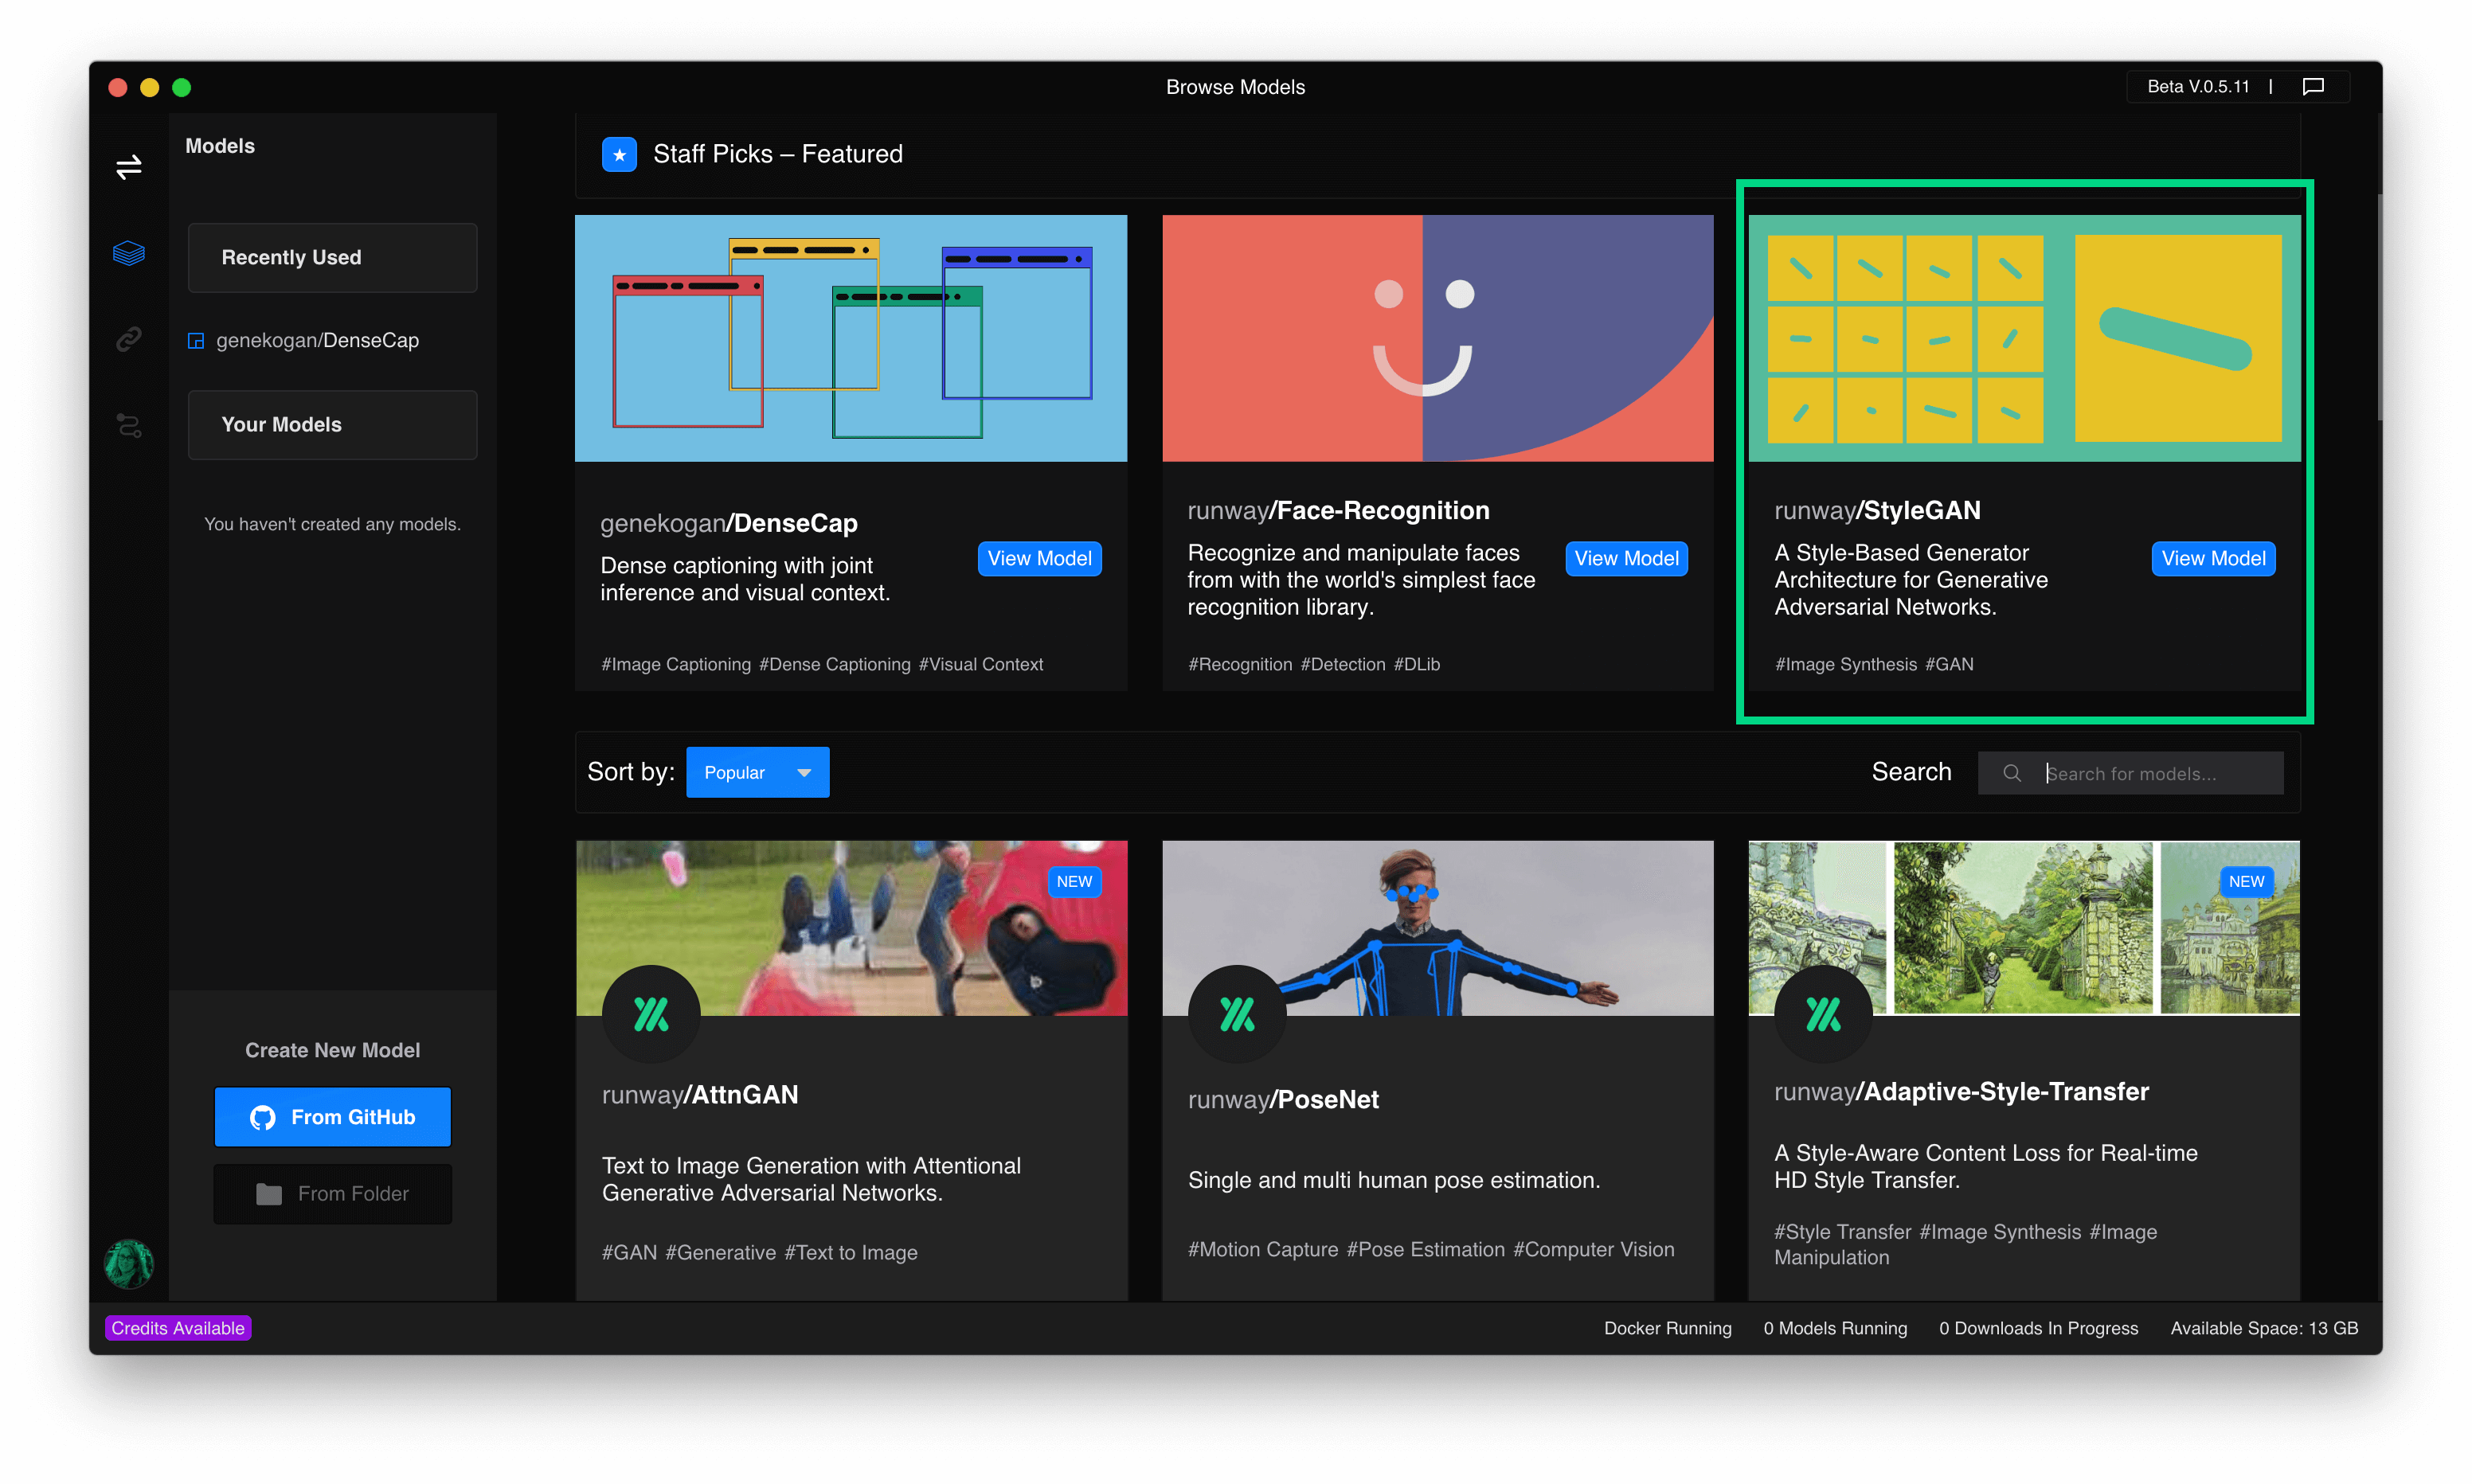 Browse Models
Beta V.0.5.11 |
Models
Recently Used
genekogan/DenseCap
Your Models
You haven't created any models.
Create New Model
From GitHub
From Folder
Staff Picks – Featured
genekogan/DenseCap
Dense captioning with joint
inference and visual context.
View Model
#Image Captioning #Dense Captioning #Visual Context
runway/Face-Recognition
Recognize and manipulate faces
from with the world's simplest face
recognition library.
View Model
#Recognition #Detection #DLib
runway/StyleGAN
A Style-Based Generator
Architecture for Generative
Adversarial Networks.
View Model
#Image Synthesis #GAN
Sort by:
Popular
Search
Search for models...
NEW
runway/AttnGAN
Text to Image Generation with Attentional
Generative Adversarial Networks.
#GAN #Generative #Text to Image
runway/PoseNet
Single and multi human pose estimation.
#Motion Capture #Pose Estimation #Computer Vision
NEW
runway/Adaptive-Style-Transfer
A Style-Aware Content Loss for Real-time
HD Style Transfer.
#Style Transfer #Image Synthesis #Image
Manipulation
Credits Available
Docker Running
0 Models Running
0 Downloads In Progress
Available Space: 13 GB